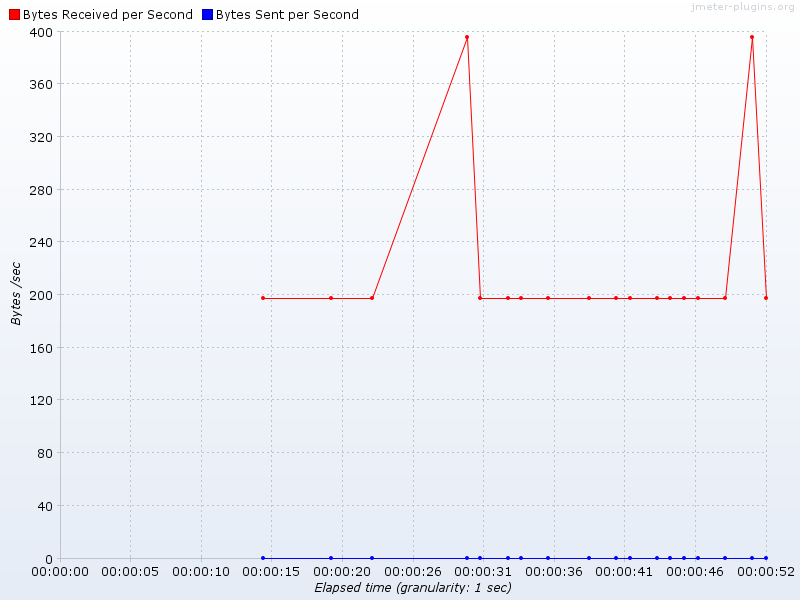 jmeter-plugins.org
Bytes Received per Second Bytes Sent per Second
400
360
320
280
240
200
160
120
80
40
0
Bytes /sec
00:00:00 00:00:05 00:00:10 00:00:15 00:00:20 00:00:26 00:00:31 00:00:36 00:00:41 00:00:46 00:00:52
Elapsed time (granularity: 1 sec)